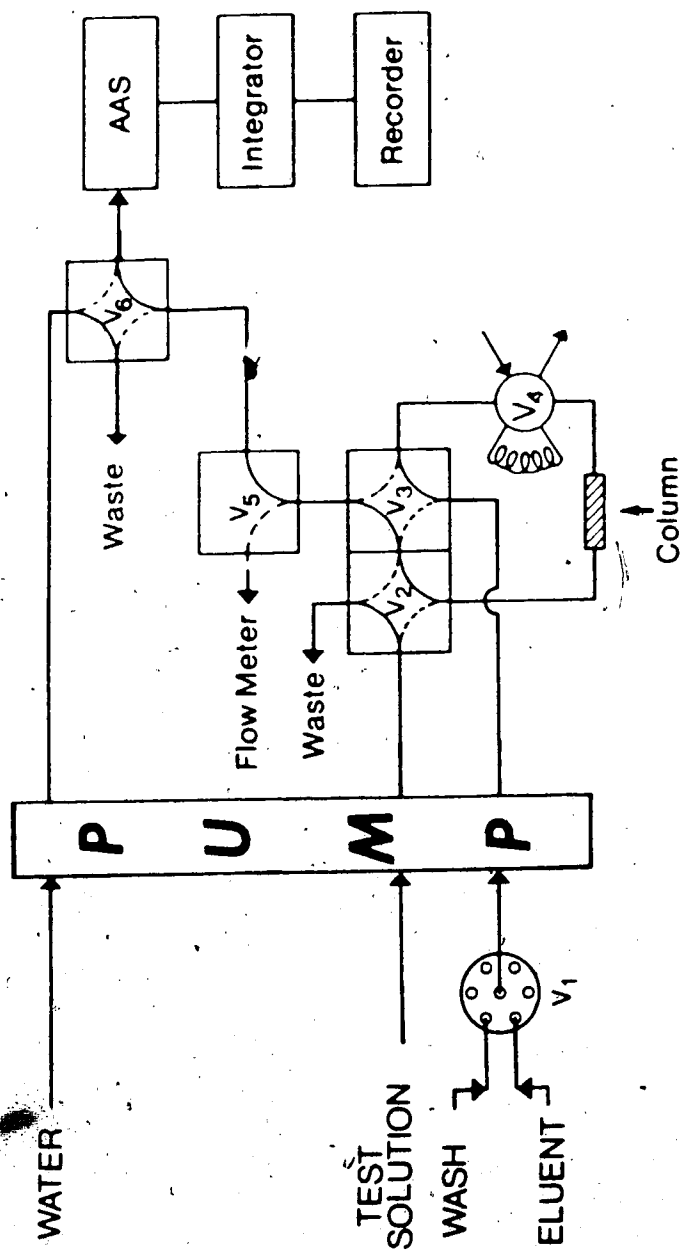 WATER
TEST
SOLUTION
WASH
ELUENT
V1
P U M P
Waste
Flow Meter
Waste
V2
V3
V4
V5
V6
Column
AAS
Integrator
Recorder